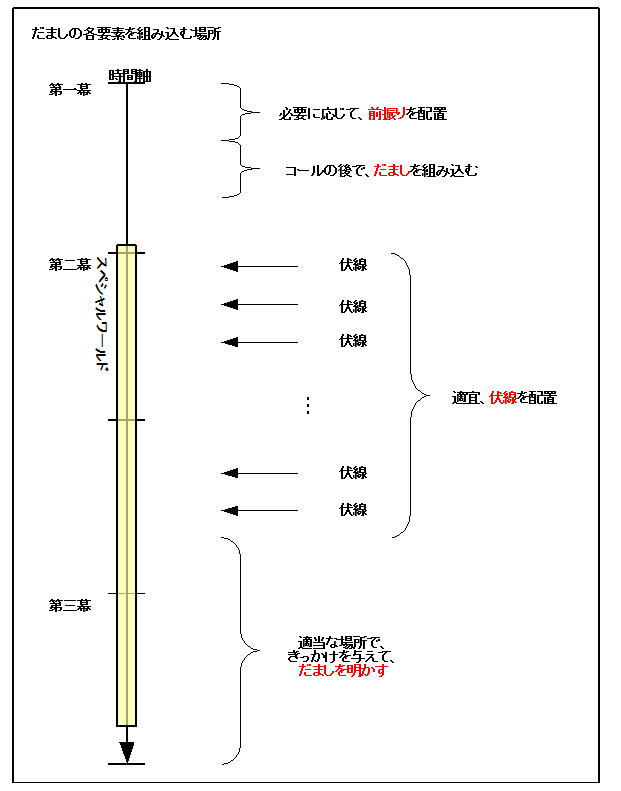 だましの各要素を組み込む場所
時間軸
第一幕
必要に応じて、前振りを配置
コールの後で、だましを組み込む
第二幕
スペシャルワールド
伏線
伏線
伏線
適宜、伏線を配置
伏線
伏線
第三幕
適当な場所で、
きっかけを与えて、
だましを明かす